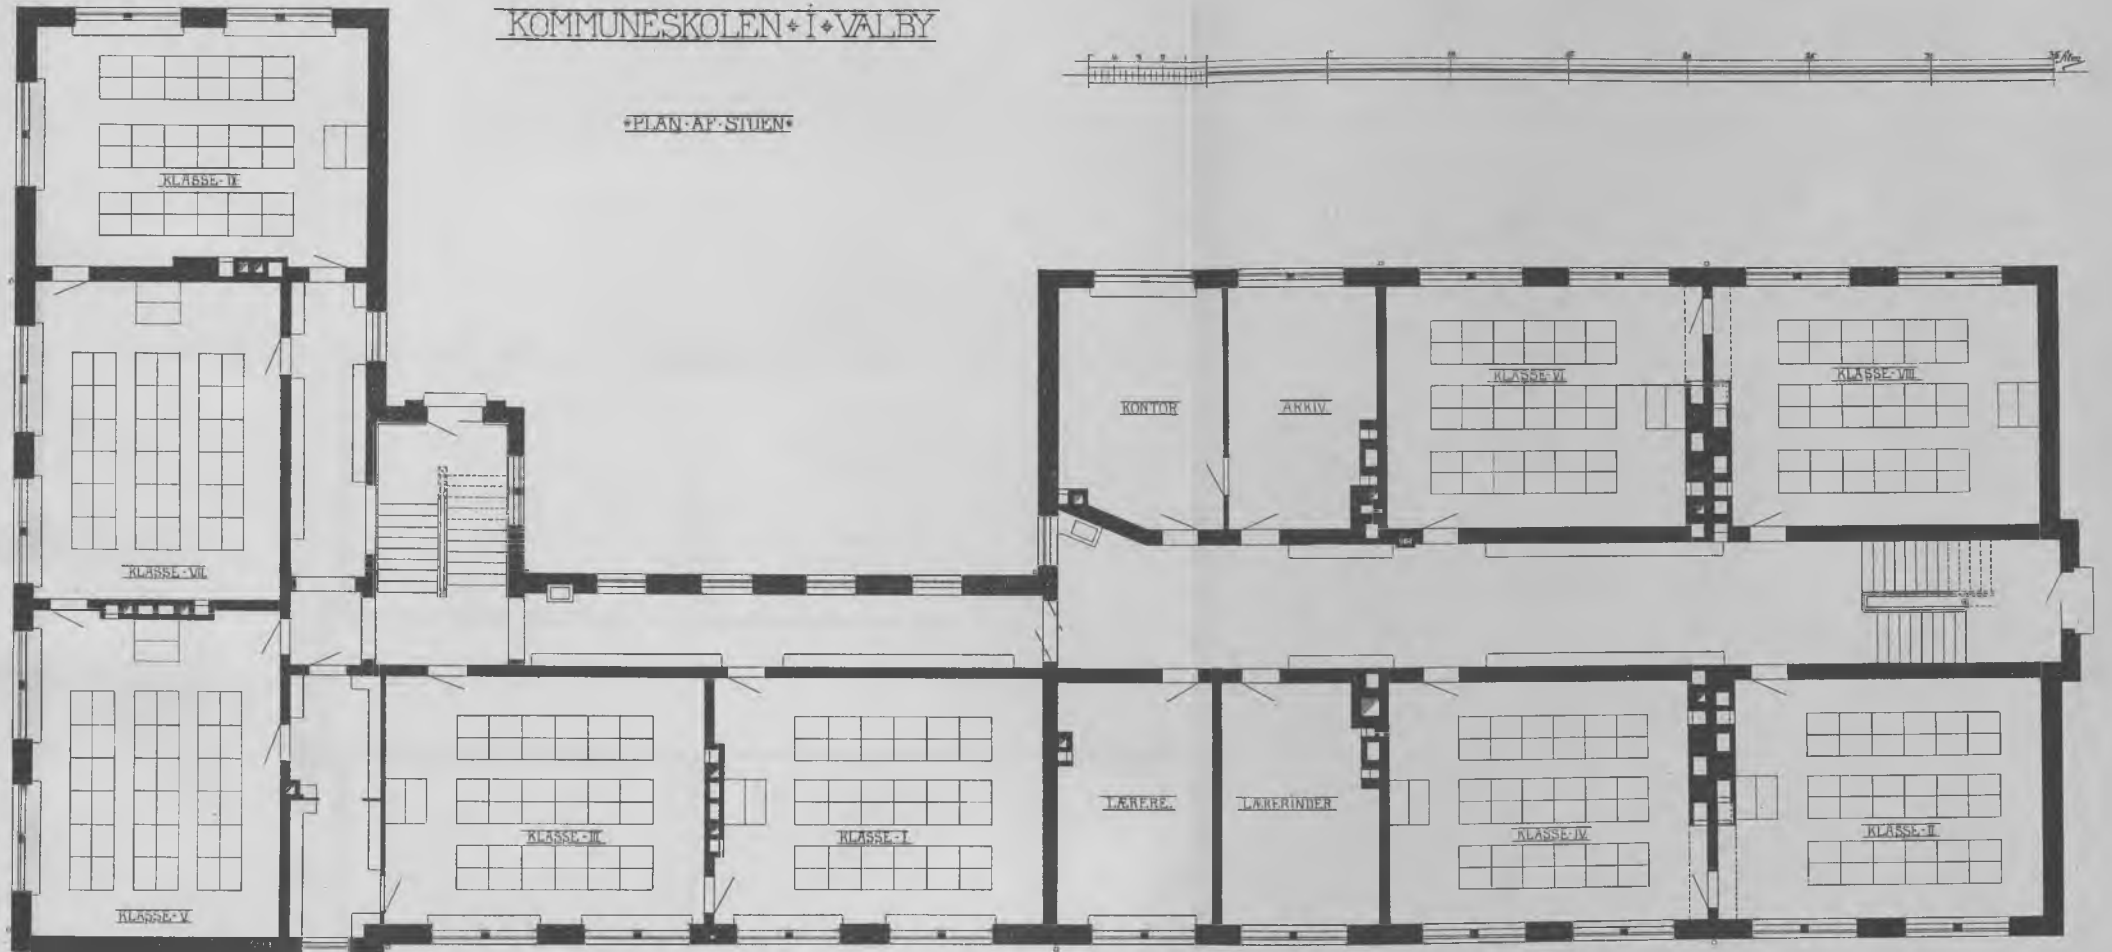 KOMMUNESKOLEN • I • VALBY
• PLAN · AF · STUEN •
KLASSE · IX
KLASSE · VII
KLASSE · V
KONTOR
ARKIV.
KLASSE · VI
KLASSE · VIII
KLASSE · III
KLASSE · I
LÆRERE.
LÆRERINDER
KLASSE · IV
KLASSE · II